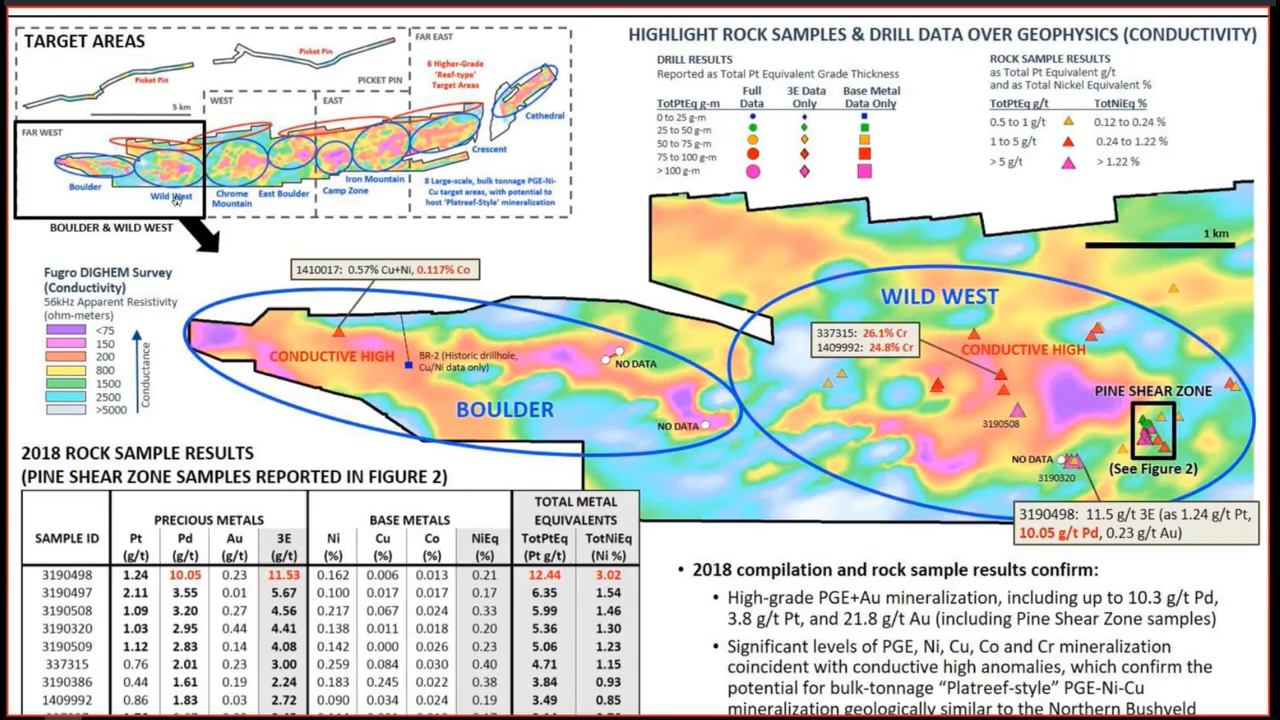 TARGET AREAS
Picket Pin
Picket Pin
PICKET PIN
5 km
FAR WEST
WEST
EAST
FAR EAST
6 Higher-Grade
'Reef-type'
Target Areas
Boulder
Wild West
Chrome
Mountain
East Boulder
Camp Zone
Iron Mountain
Crescent
Cathedral
8 Large-scale, bulk tonnage PGE-Ni-
Cu target areas, with potential to
host 'Platreef-Style' mineralization
BOULDER & WILD WEST
HIGHLIGHT ROCK SAMPLES & DRILL DATA OVER GEOPHYSICS (CONDUCTIVITY)
DRILL RESULTS
Reported as Total Pt Equivalent Grade Thickness
Full Data
3E Data Only
Base Metal Data Only
TotPtEq g-m
0 to 25 g-m
25 to 50 g-m
50 to 75 g-m
75 to 100 g-m
> 100 g-m
ROCK SAMPLE RESULTS
as Total Pt Equivalent g/t
and as Total Nickel Equivalent %
TotPtEq g/t TotNiEq %
0.5 to 1 g/t 0.12 to 0.24 %
1 to 5 g/t 0.24 to 1.22 %
> 5 g/t > 1.22 %
1 km
Fugro DIGHEM Survey
(Conductivity)
56kHz Apparent Resistivity
(ohm-meters)
<75
150
200
800
1500
2500
>5000
Conductance
1410017: 0.57% Cu+Ni, 0.117% Co
CONDUCTIVE HIGH
BR-2 (Historic drillhole,
Cu/Ni data only)
NO DATA
BOULDER
NO DATA
WILD WEST
337315: 26.1% Cr
1409992: 24.8% Cr
CONDUCTIVE HIGH
PINE SHEAR ZONE
3190508
NO DATA
3190320
(See Figure 2)
3190498: 11.5 g/t 3E (as 1.24 g/t Pt,
10.05 g/t Pd, 0.23 g/t Au)
2018 ROCK SAMPLE RESULTS
(PINE SHEAR ZONE SAMPLES REPORTED IN FIGURE 2)
PRECIOUS METALS BASE METALS TOTAL METAL EQUIVALENTS
SAMPLE ID Pt (g/t) Pd (g/t) Au (g/t) 3E (g/t) Ni (%) Cu (%) Co (%) NiEq (%) TotPtEq (Pt g/t) TotNiEq (Ni %)
3190498 1.24 10.05 0.23 11.53 0.162 0.006 0.013 0.21 12.44 3.02
3190497 2.11 3.55 0.01 5.67 0.100 0.017 0.017 0.17 6.35 1.54
3190508 1.09 3.20 0.27 4.56 0.217 0.067 0.024 0.33 5.99 1.46
3190320 1.03 2.95 0.44 4.41 0.138 0.011 0.018 0.20 5.36 1.30
3190509 1.12 2.83 0.14 4.08 0.142 0.000 0.026 0.23 5.06 1.23
337315 0.76 2.01 0.23 3.00 0.259 0.084 0.030 0.40 4.71 1.15
3190386 0.44 1.61 0.19 2.24 0.183 0.245 0.022 0.38 3.84 0.93
1409992 0.86 1.83 0.03 2.72 0.090 0.034 0.024 0.19 3.49 0.85
• 2018 compilation and rock sample results confirm:
• High-grade PGE+Au mineralization, including up to 10.3 g/t Pd,
3.8 g/t Pt, and 21.8 g/t Au (including Pine Shear Zone samples)
• Significant levels of PGE, Ni, Cu, Co and Cr mineralization
coincident with conductive high anomalies, which confirm the
potential for bulk-tonnage "Platreef-style" PGE-Ni-Cu
mineralization geologically similar to the Northern Bushveld